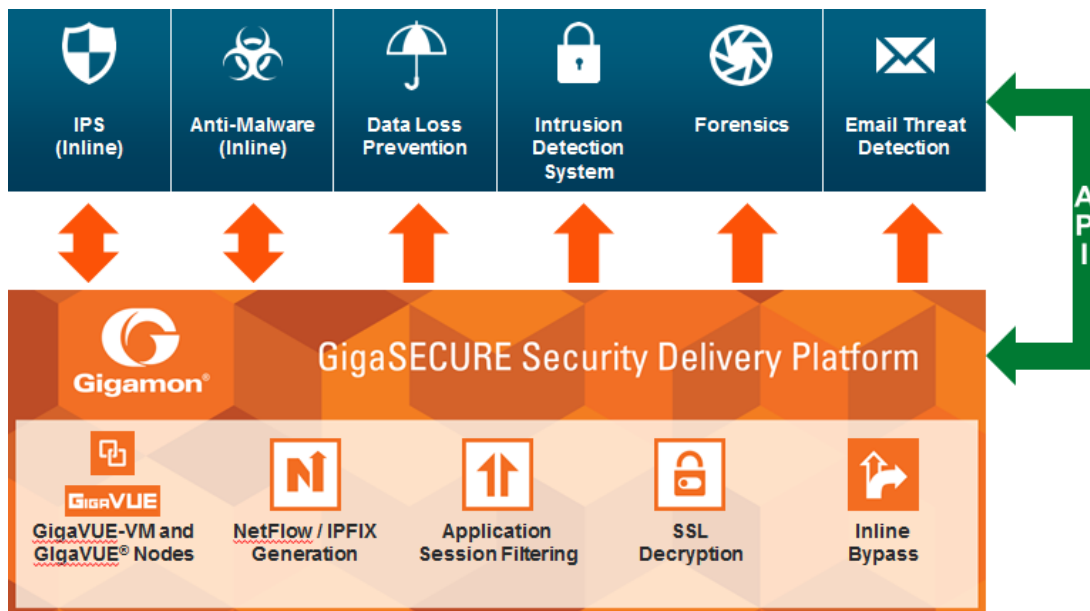 IPS
(Inline)
Anti-Malware
(Inline)
Data Loss
Prevention
Intrusion
Detection
System
Forensics
Email Threat
Detection
A
P
I
Gigamon®
GigaSECURE Security Delivery Platform
GIGAVUE
GigaVUE-VM and
GIgaVUE® Nodes
NetFlow / IPFIX
Generation
Application
Session Filtering
SSL
Decryption
Inline
Bypass